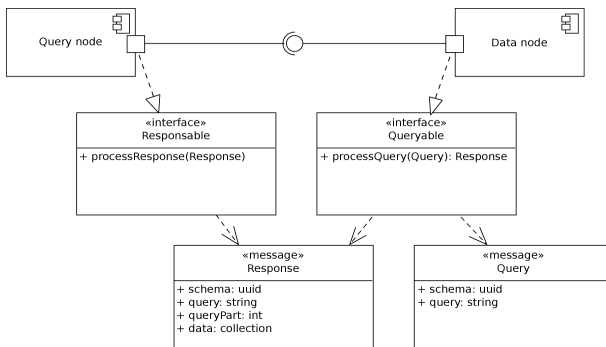 Query node
Data node
«interface»
Responsable
+ processResponse(Response)
«interface»
Queryable
+ processQuery(Query): Response
«message»
Response
+ schema: uuid
+ query: string
+ queryPart: int
+ data: collection
«message»
Query
+ schema: uuid
+ query: string